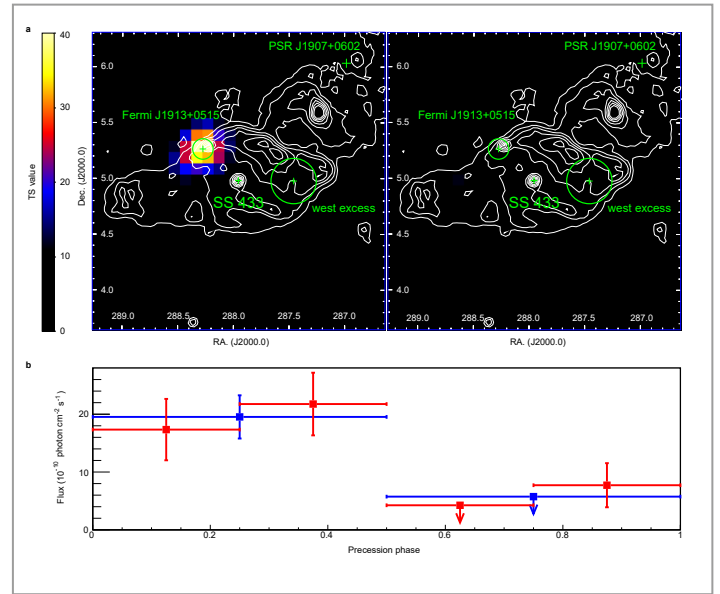 a
40
30
20
10
0
TS value
Dec. (J2000.0)
6.0
5.5
5.0
4.5
4.0
PSR J1907+0602
Fermi J1913+0515
SS 433
west excess
289.0
288.5
288.0
287.5
287.0
RA. (J2000.0)
PSR J1907+0602
Fermi J1913+0515
SS 433
west excess
289.0
288.5
288.0
287.5
287.0
RA. (J2000.0)
b
Flux (10⁻¹⁰ photon cm⁻² s⁻¹)
20
10
0
0
0.2
0.4
0.6
0.8
1
Precession phase